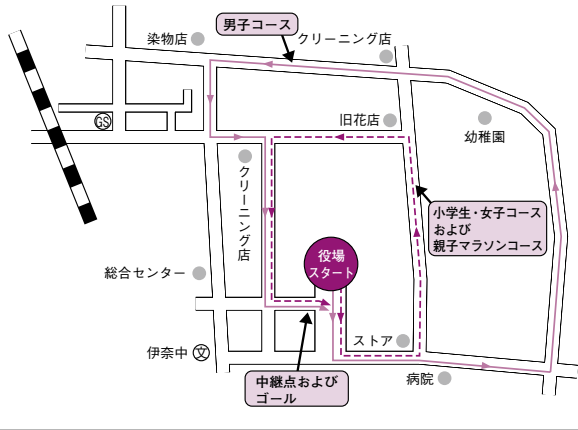 男子コース
染物店
クリーニング店
GS
旧花店
幼稚園
クリーニング店
小学生・女子コース
および
親子マラソンコース
役場
スタート
総合センター
ストア
伊奈中
文
中継点および
ゴール
病院